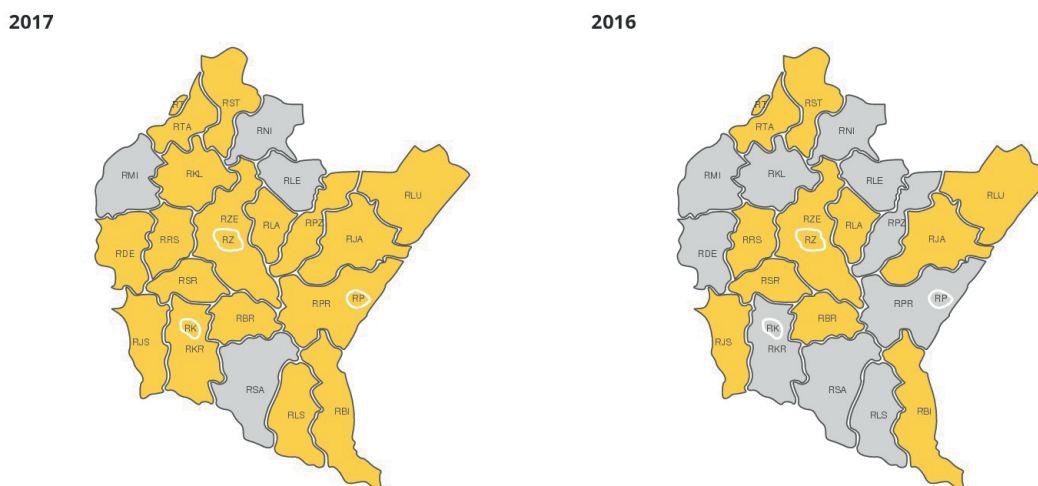 2017
2016
RST
RT
RTA
RNI
RMI
RKL
RLE
RLU
RZE
RLA
RPZ
RZ
RRS
RJA
RDE
RSR
RPR
RP
RBR
RK
RJS
RKR
RSA
RLS
RBI
RST
RT
RTA
RNI
RMI
RKL
RLE
RLU
RZE
RLA
RPZ
RZ
RRS
RJA
RDE
RSR
RPR
RP
RBR
RK
RJS
RKR
RSA
RLS
RBI